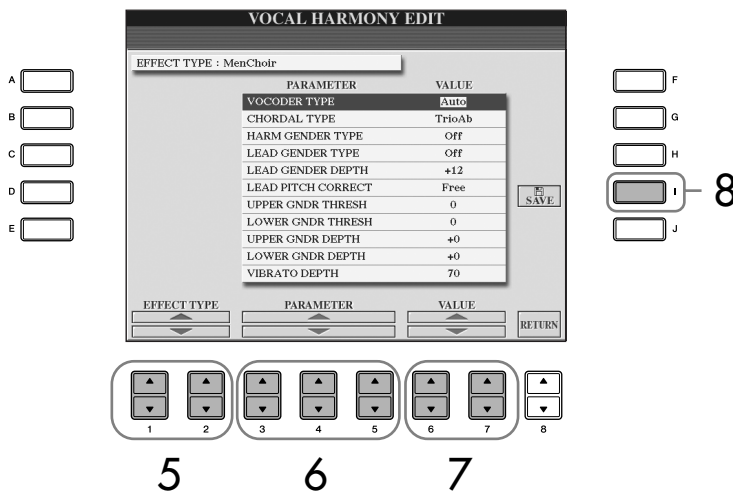 VOCAL HARMONY EDIT
EFFECT TYPE : MenChoir
PARAMETER VALUE
VOCODER TYPE Auto
CHORDAL TYPE TrioAb
HARM GENDER TYPE Off
LEAD GENDER TYPE Off
LEAD GENDER DEPTH +12
LEAD PITCH CORRECT Free
UPPER GNDR THRESH 0
LOWER GNDR THRESH 0
UPPER GNDR DEPTH +0
LOWER GNDR DEPTH +0
VIBRATO DEPTH 70
SAVE
EFFECT TYPE PARAMETER VALUE
RETURN
A
B
C
D
E
F
G
H
I 8
J
1 2 3 4 5 6 7 8
5 6 7